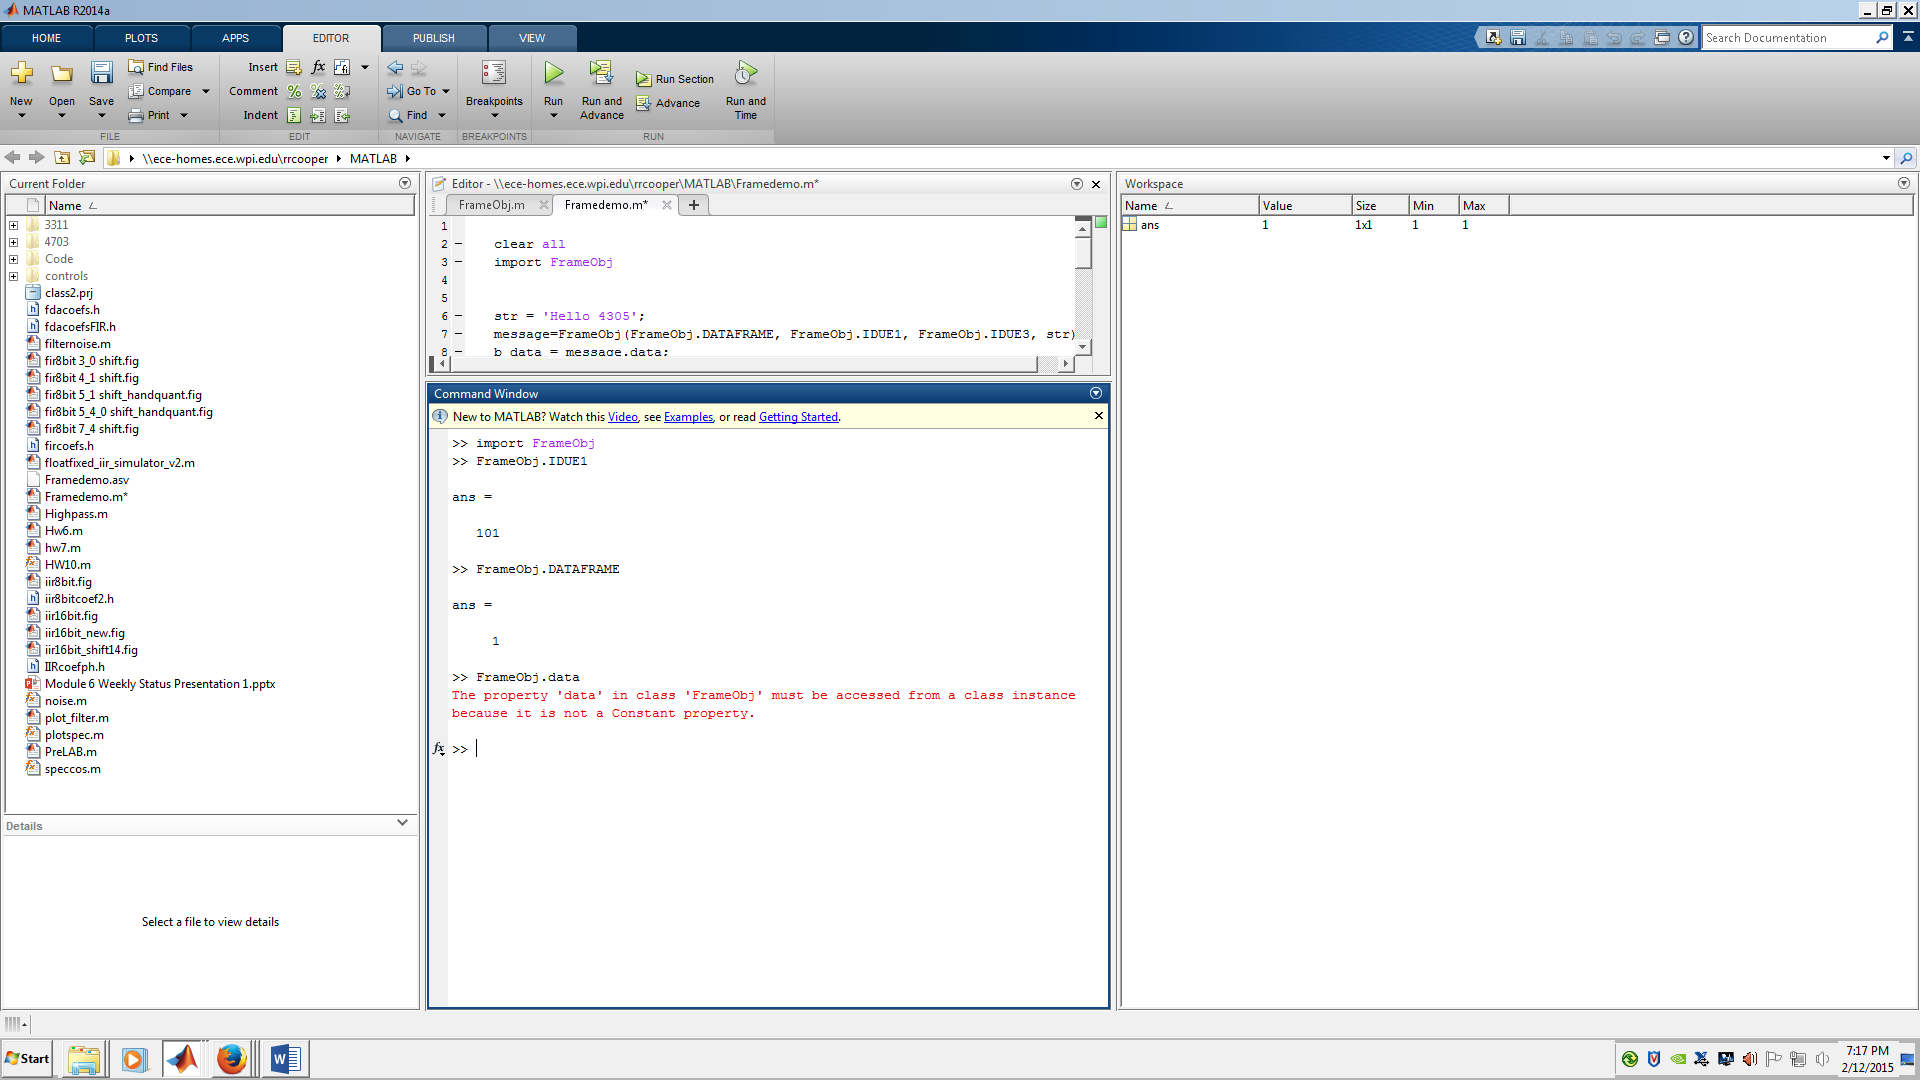 MATLAB R2014a
HOME PLOTS APPS EDITOR PUBLISH VIEW
Search Documentation
New Open Save Find Files Compare Print
FILE
Insert Comment Indent
EDIT
Go To Find
NAVIGATE
Breakpoints
BREAKPOINTS
Run Run and Advance Run Section Advance Run and Time
RUN
\\ece-homes.ece.wpi.edu\rrcooper MATLAB
Current Folder
Name
3311
4703
Code
controls
class2.prj
fdacoefs.h
fdacoefsFIR.h
filternoise.m
fir8bit 3_0 shift.fig
fir8bit 4_1 shift.fig
fir8bit 5_1 shift_handquant.fig
fir8bit 5_4_0 shift_handquant.fig
fir8bit 7_4 shift.fig
fircoefs.h
floatfixed_iir_simulator_v2.m
Framedemo.asv
Framedemo.m*
Highpass.m
Hw6.m
hw7.m
HW10.m
iir8bit.fig
iir8bitcoef2.h
iir16bit.fig
iir16bit_new.fig
iir16bit_shift14.fig
IIRcoefph.h
Module 6 Weekly Status Presentation 1.pptx
noise.m
plot_filter.m
plotspec.m
PreLAB.m
speccos.m
Details
Select a file to view details
Editor - \\ece-homes.ece.wpi.edu\rrcooper\MATLAB\Framedemo.m*
FrameObj.m Framedemo.m*
1
2 clear all
3 import FrameObj
4
5
6 str = 'Hello 4305';
7 message=FrameObj(FrameObj.DATAFRAME, FrameObj.IDUE1, FrameObj.IDUE3, str)
8 b_data = message.data;
Command Window
New to MATLAB? Watch this Video, see Examples, or read Getting Started.
>> import FrameObj
>> FrameObj.IDUE1
ans =
101
>> FrameObj.DATAFRAME
ans =
1
>> FrameObj.data
The property 'data' in class 'FrameObj' must be accessed from a class instance
because it is not a Constant property.
fx >>
Workspace
Name Value Size Min Max
ans 1 1x1 1 1
Start
7:17 PM
2/12/2015